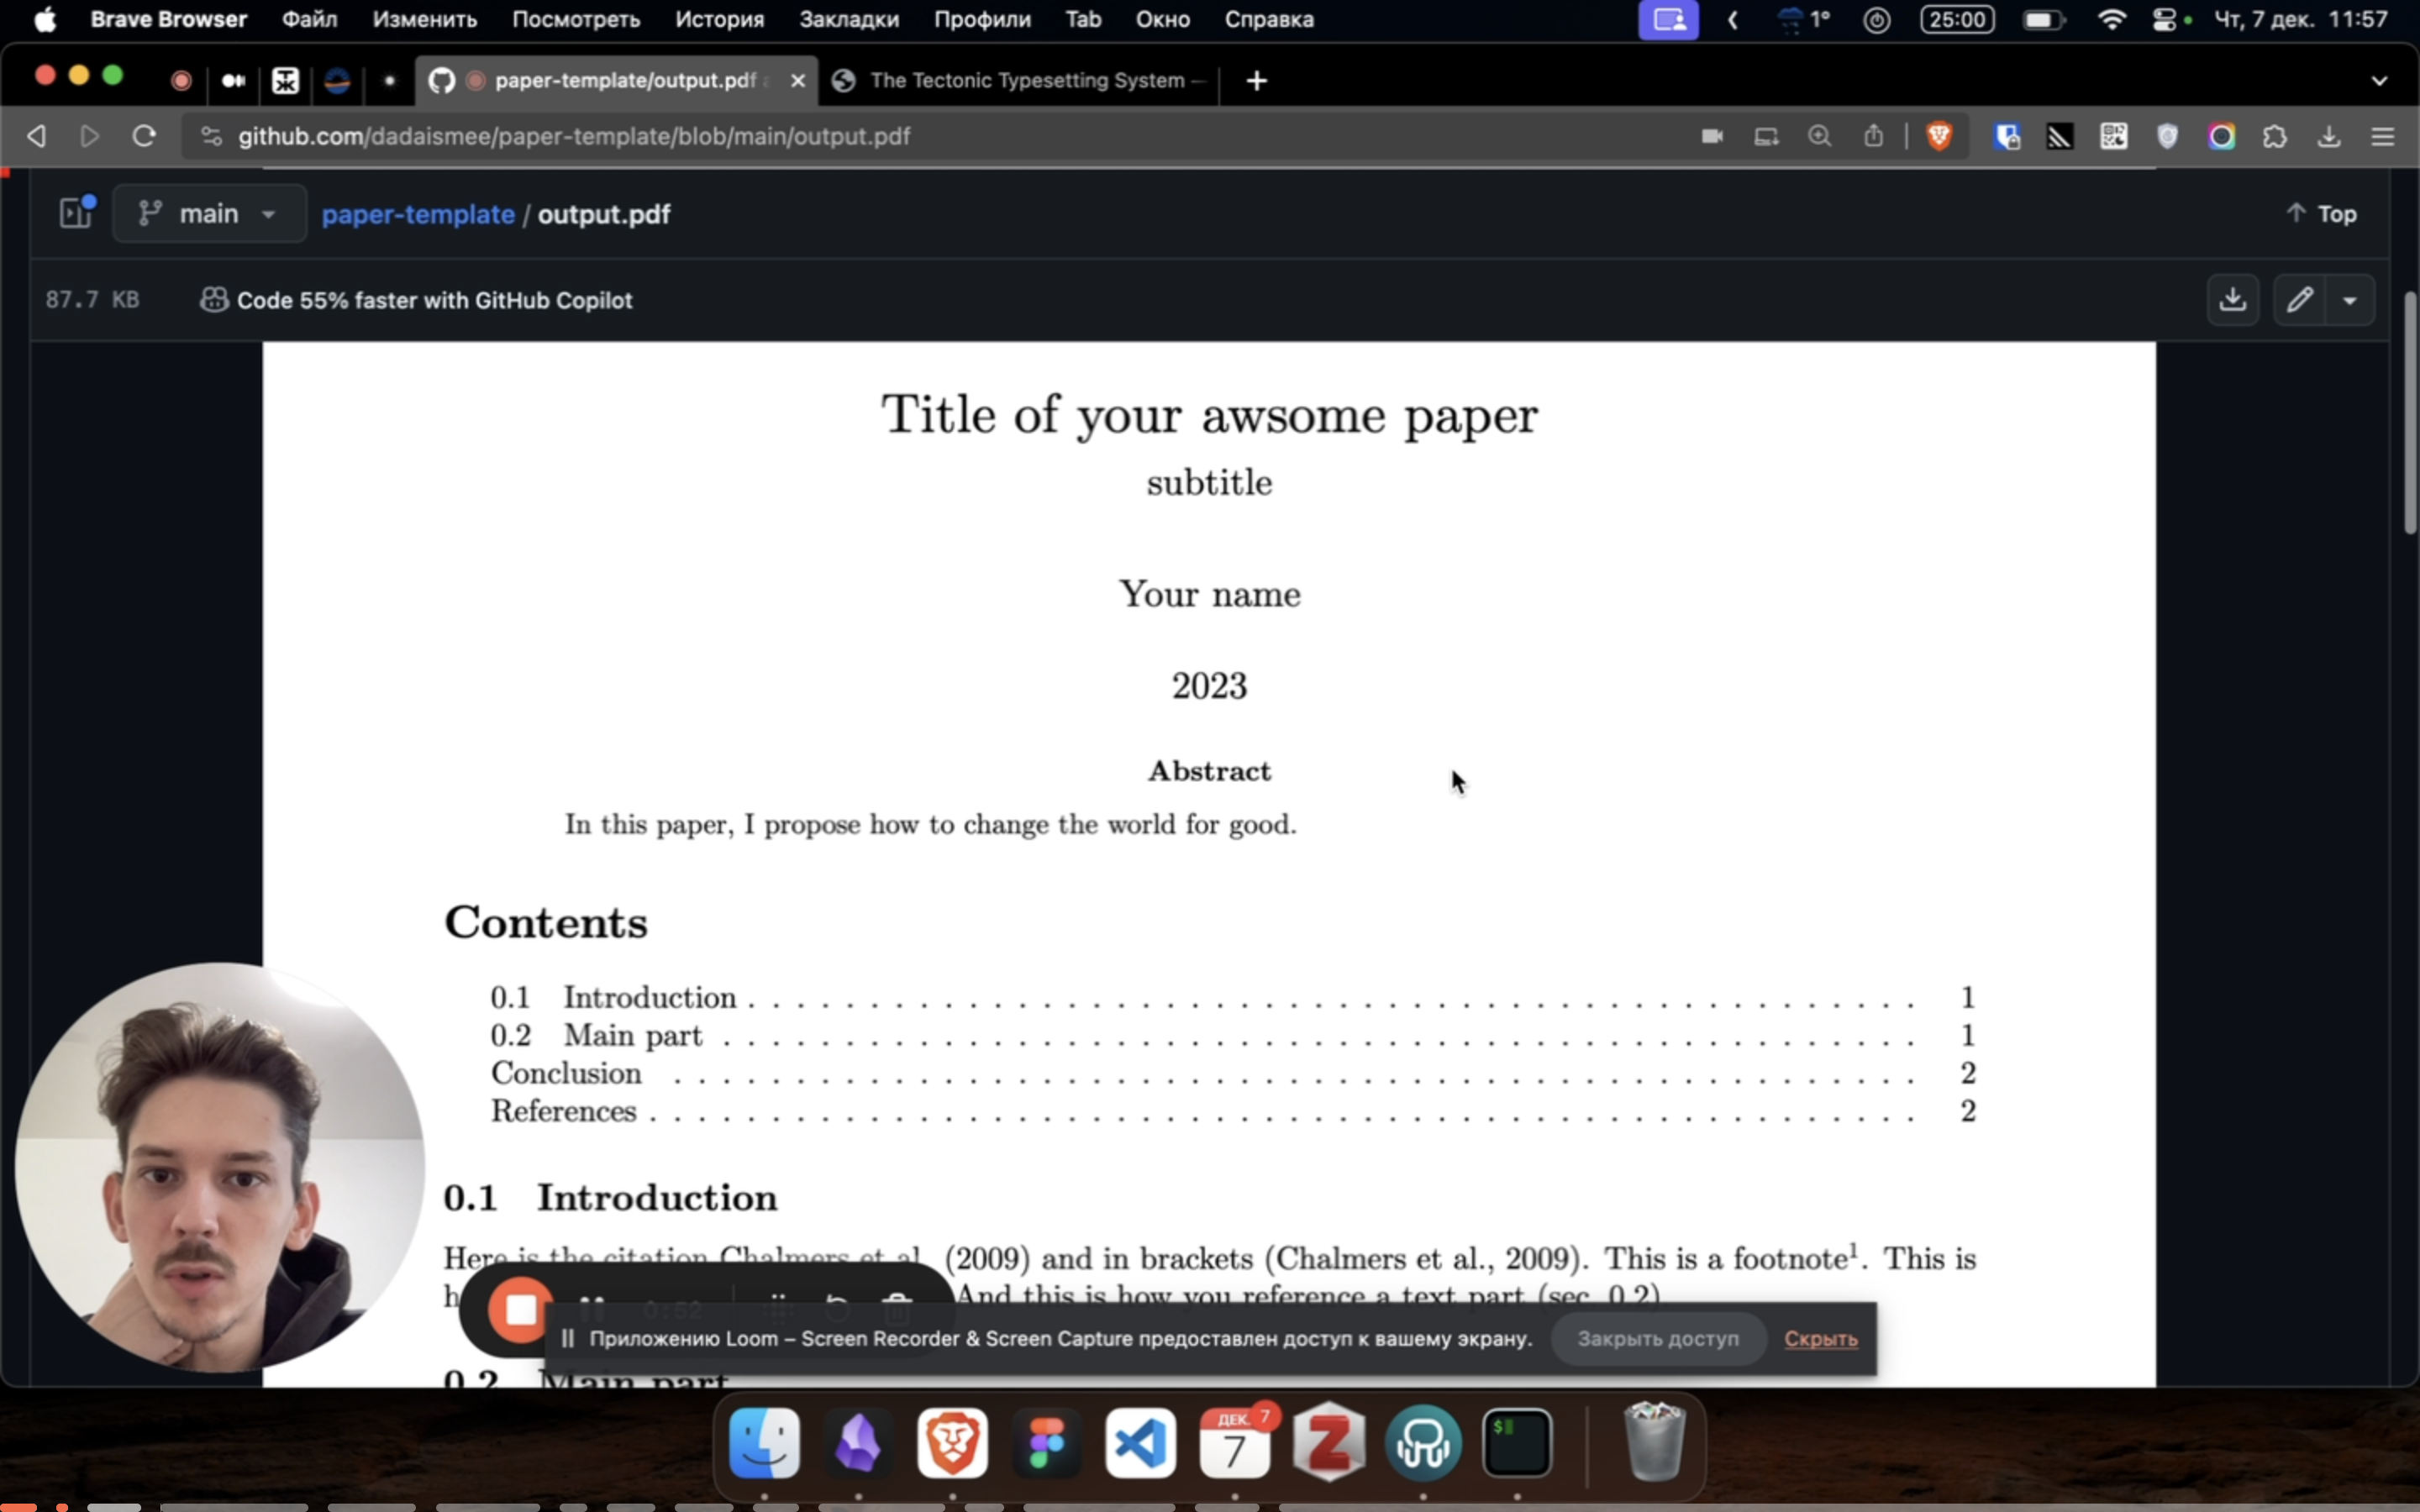 Brave Browser Файл Изменить Посмотреть История Закладки Профили Tab Окно Справка 1° 25:00 Чт, 7 дек. 11:57
paper-template/output.pdf The Tectonic Typesetting System –
github.com/dadaismee/paper-template/blob/main/output.pdf
main paper-template / output.pdf Top
87.7 KB Code 55% faster with GitHub Copilot
Title of your awsome paper
subtitle
Your name
2023
Abstract
In this paper, I propose how to change the world for good.
Contents
0.1 Introduction . . . . . . . . . . . . . . . . . . . . . . . . . . . . . . . . . . . . . . . . . . . . . . . . 1
0.2 Main part . . . . . . . . . . . . . . . . . . . . . . . . . . . . . . . . . . . . . . . . . . . . . . . . . 1
Conclusion . . . . . . . . . . . . . . . . . . . . . . . . . . . . . . . . . . . . . . . . . . . . . . . . . . . 2
References . . . . . . . . . . . . . . . . . . . . . . . . . . . . . . . . . . . . . . . . . . . . . . . . . . . . 2
0.1 Introduction
Here is the citation Chalmers et al. (2009) and in brackets (Chalmers et al., 2009). This is a footnote¹. This is
And this is how you reference a text part (sec. 0.2)
0:52
Приложению Loom – Screen Recorder & Screen Capture предоставлен доступ к вашему экрану. Закрыть доступ Скрыть
0.2 Main part
ДЕК. 7
7
$